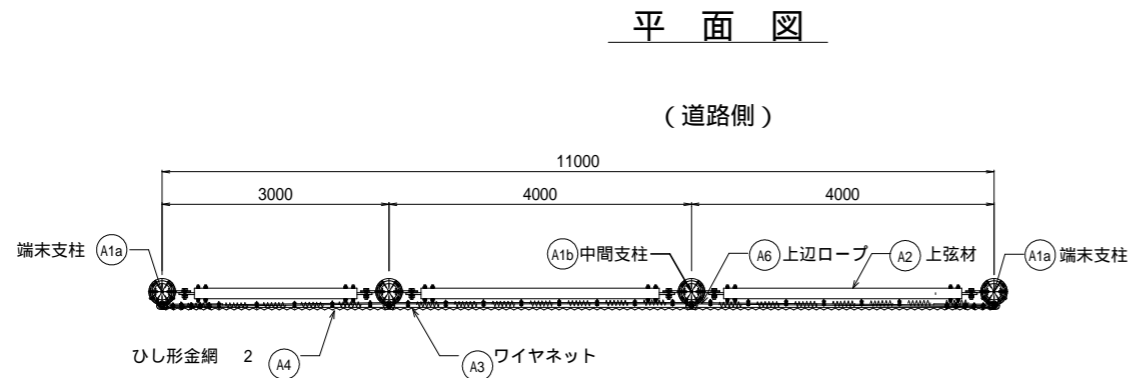 平 面 図
(道路側)
11000
3000 4000 4000
端末支柱 A1a A1b 中間支柱 A6 上辺ロープ A2 上弦材 A1a 端末支柱
ひし形金網 2 A4 A3 ワイヤネット